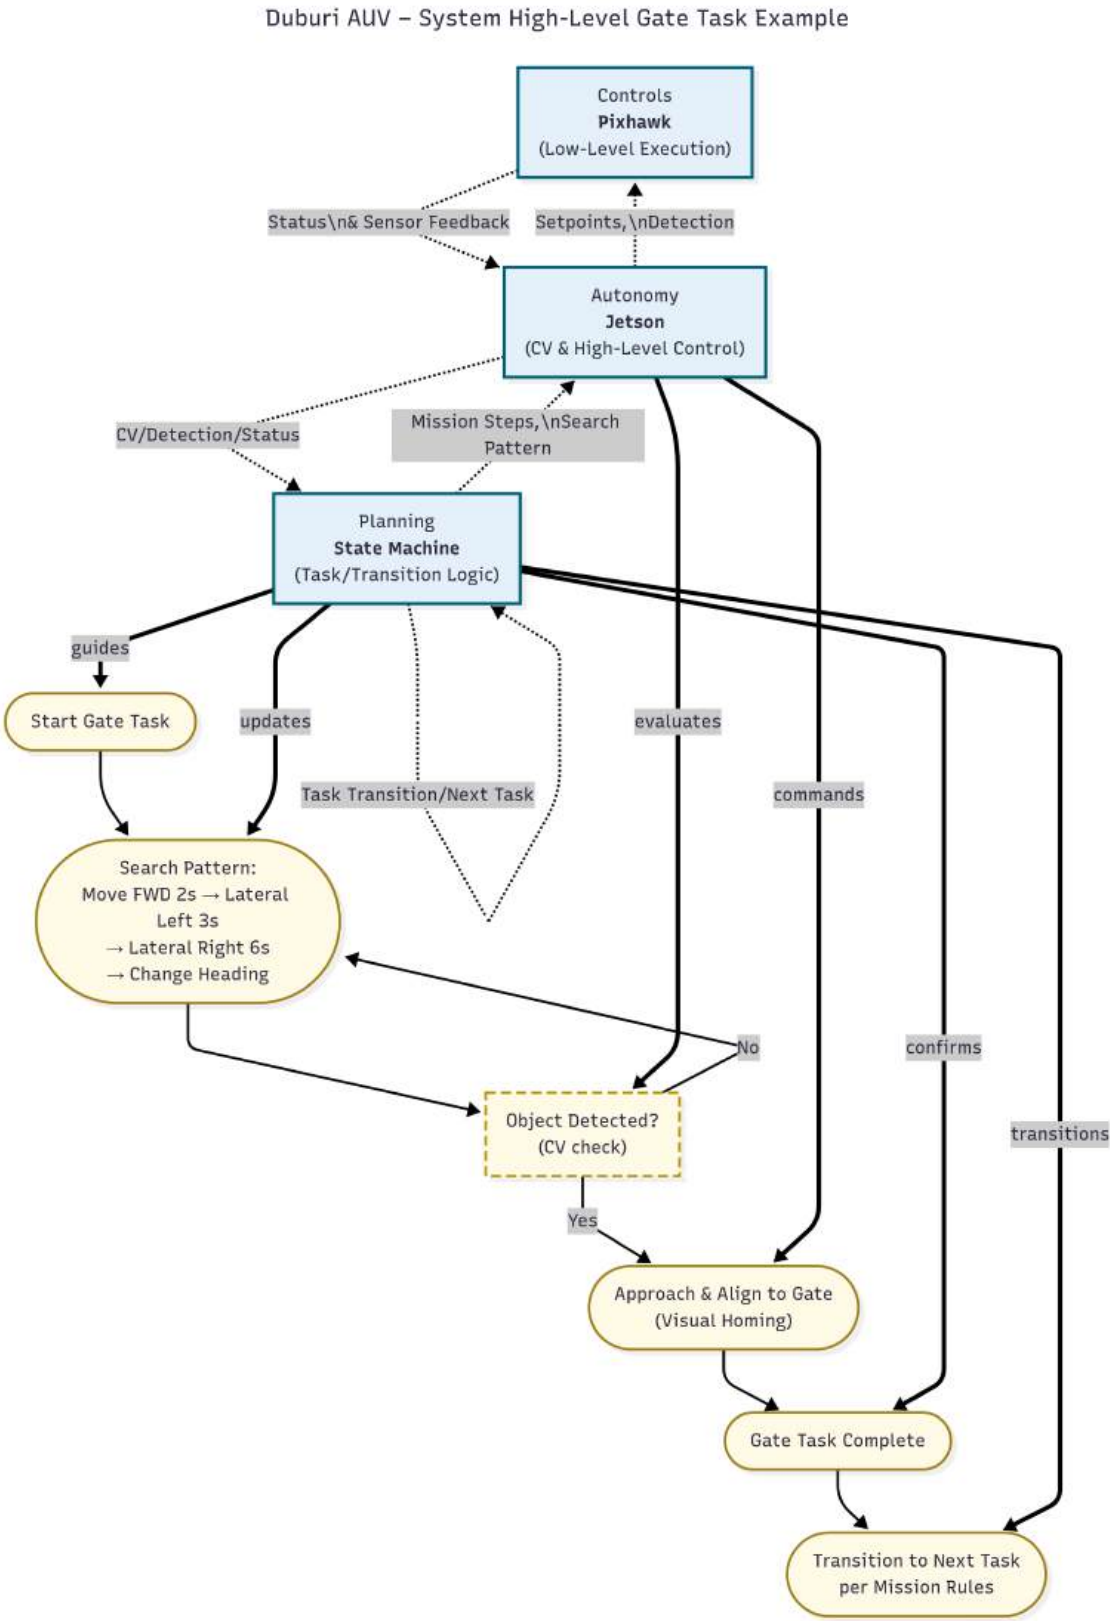 Duburi AUV – System High-Level Gate Task Example
Controls
Pixhawk
(Low-Level Execution)
Status\n& Sensor Feedback
Setpoints,\nDetection
Autonomy
Jetson
(CV & High-Level Control)
CV/Detection/Status
Mission Steps,\nSearch
Pattern
Planning
State Machine
(Task/Transition Logic)
guides
Start Gate Task
updates
evaluates
Task Transition/Next Task
commands
Search Pattern:
Move FWD 2s → Lateral
Left 3s
→ Lateral Right 6s
→ Change Heading
No
confirms
Object Detected?
(CV check)
transitions
Yes
Approach & Align to Gate
(Visual Homing)
Gate Task Complete
Transition to Next Task
per Mission Rules